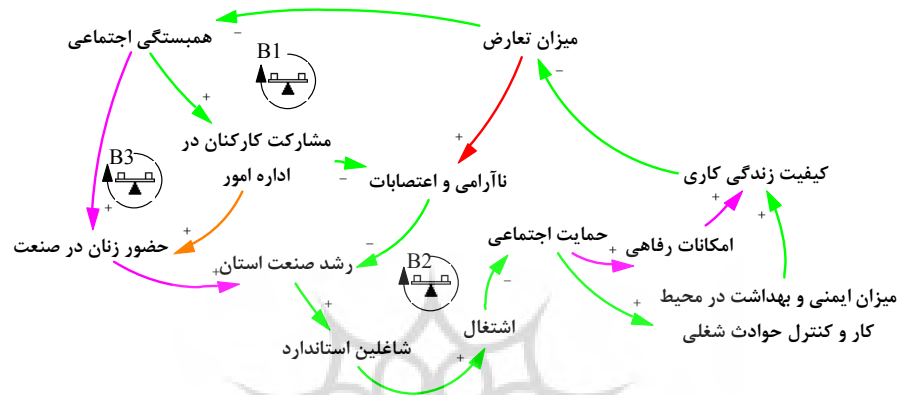 همبستگی اجتماعی
میزان تعارض
B1
مشارکت کارکنان در
اداره امور
B3
ناآرامی و اعتصابات
کیفیت زندگی کاری
حضور زنان در صنعت
رشد صنعت استان
B2
حمایت اجتماعی
امکانات رفاهی
میزان ایمنی و بهداشت در محیط
کار و کنترل حوادث شغلی
اشتغال
شاغلین استاندارد